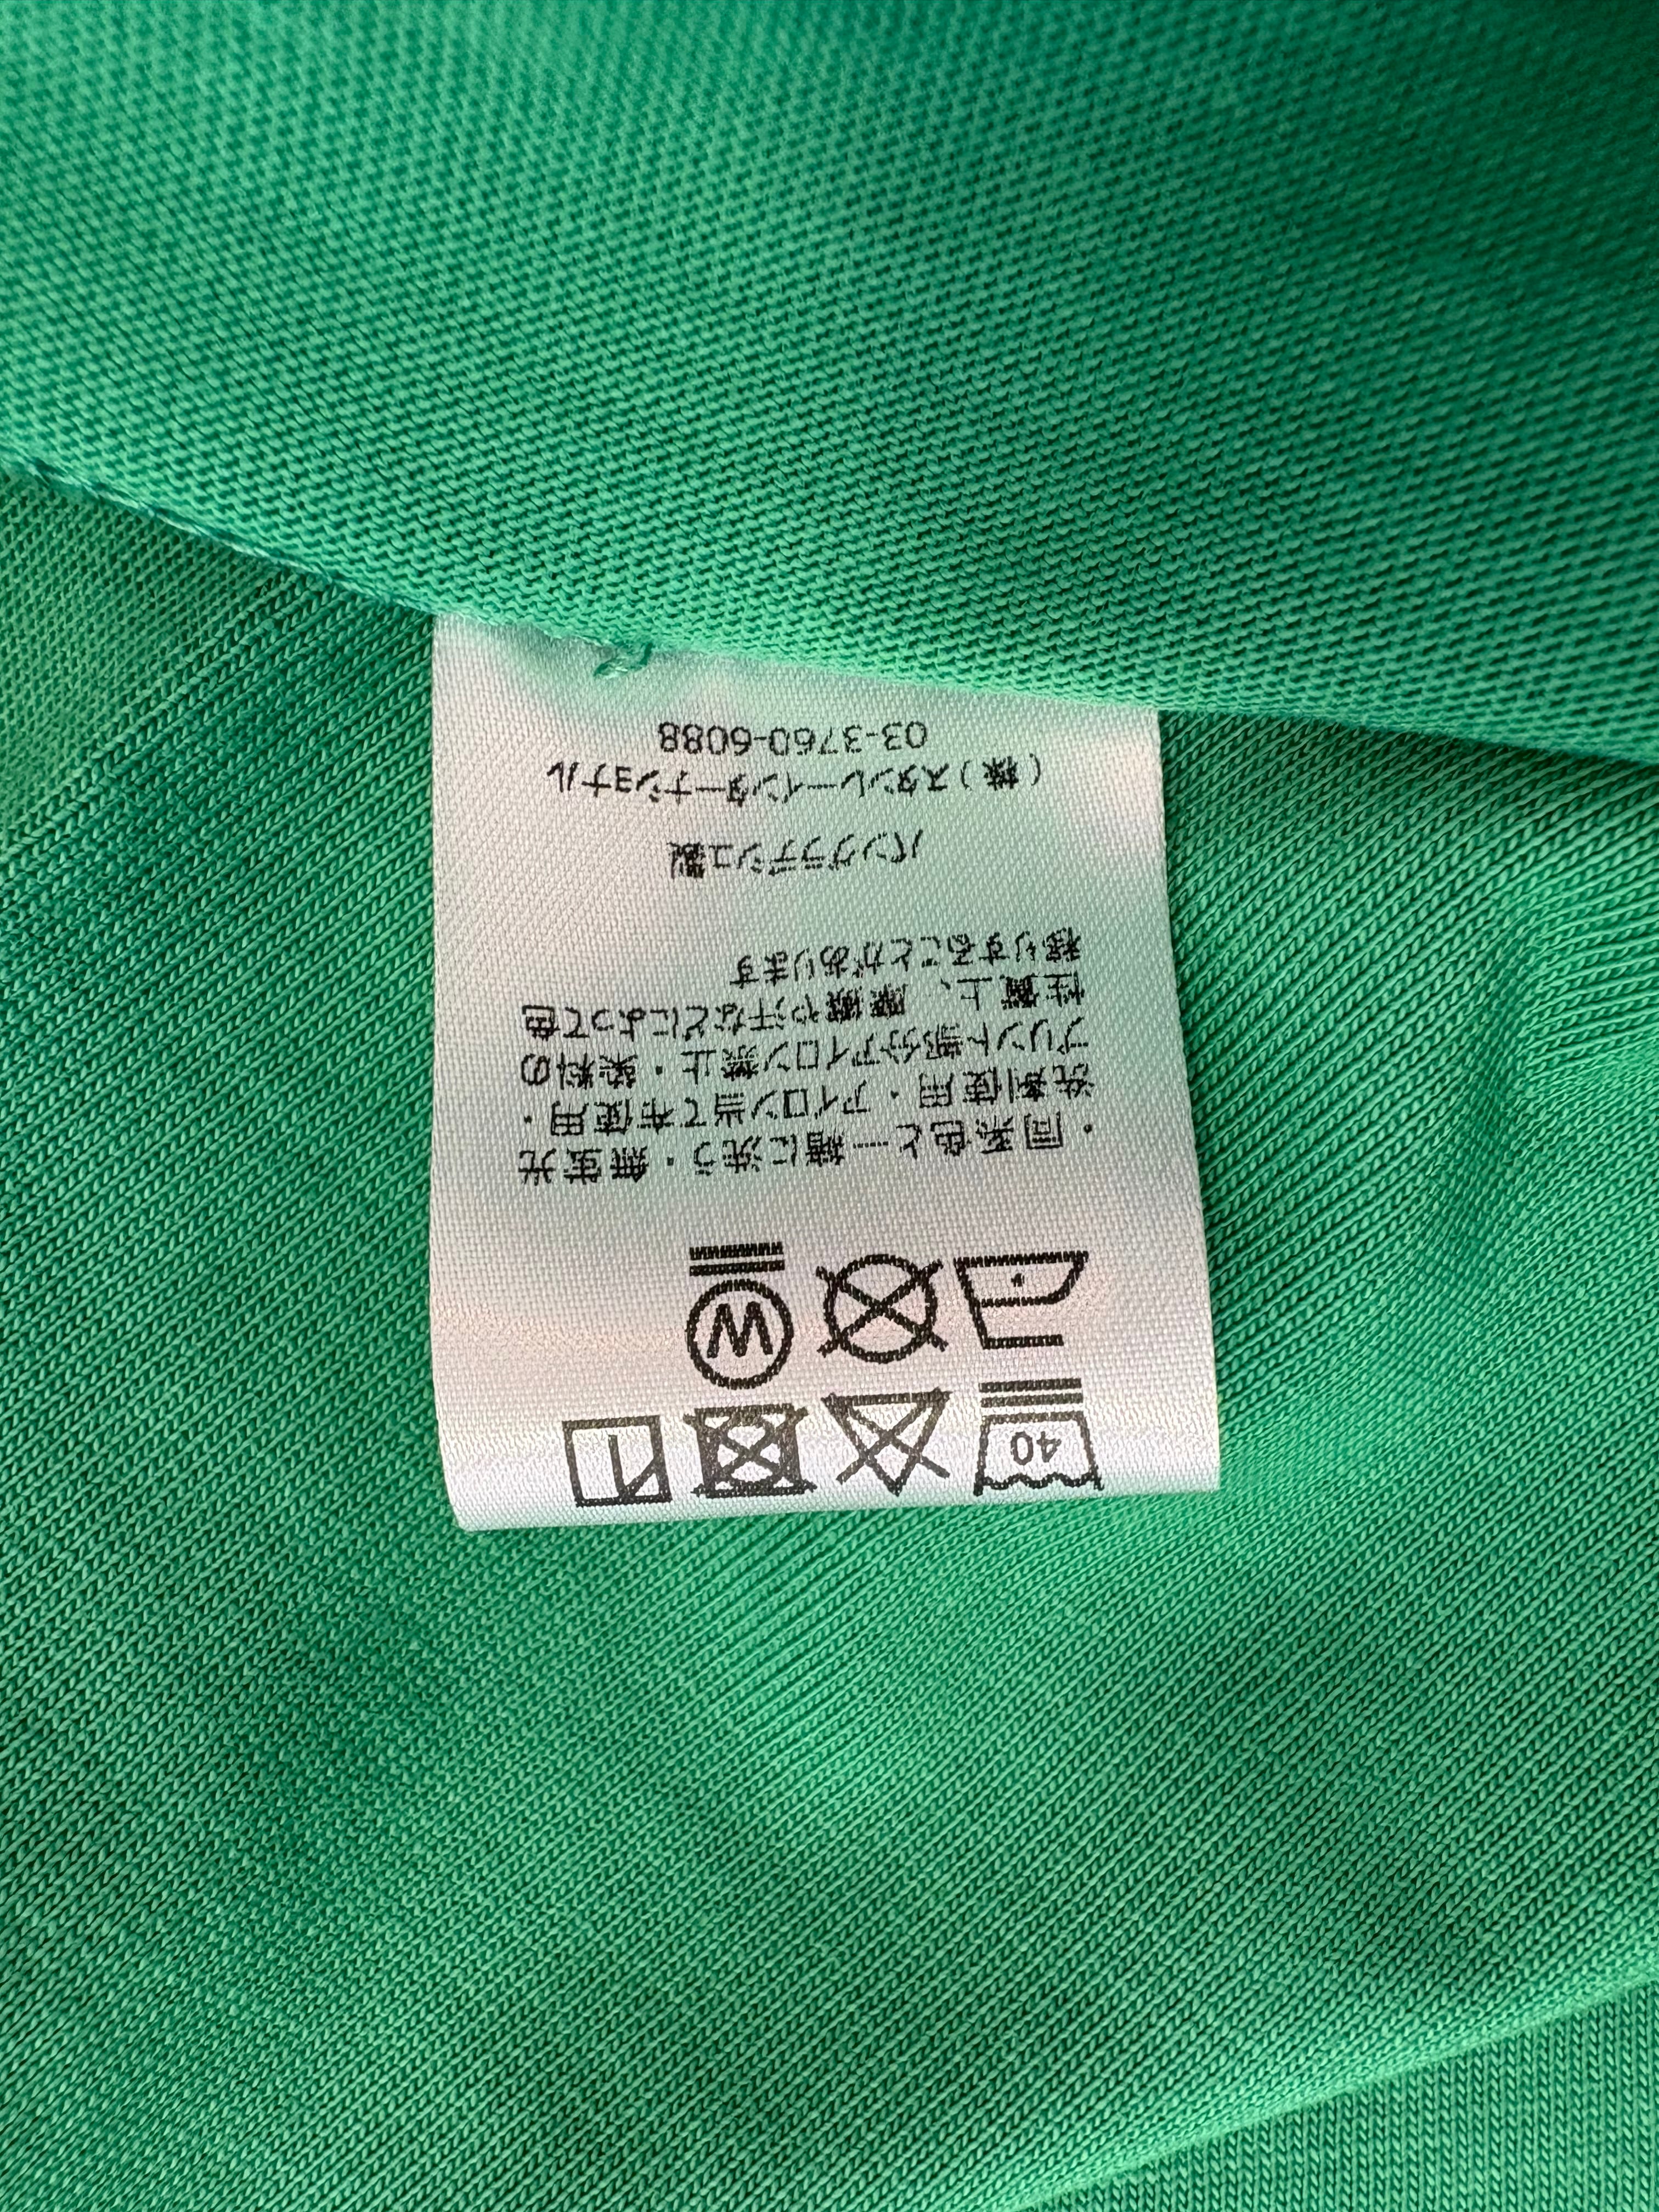 40
W
・同系色と一緒に洗う・無蛍光
洗剤使用・アイロン当て布使用・
プリント部分アイロン禁止・染料の
性質上、摩擦や汗などによって色
移りすることがあります
バングラデシュ製
(株)スタンレーインターナショナル
03-3760-6088